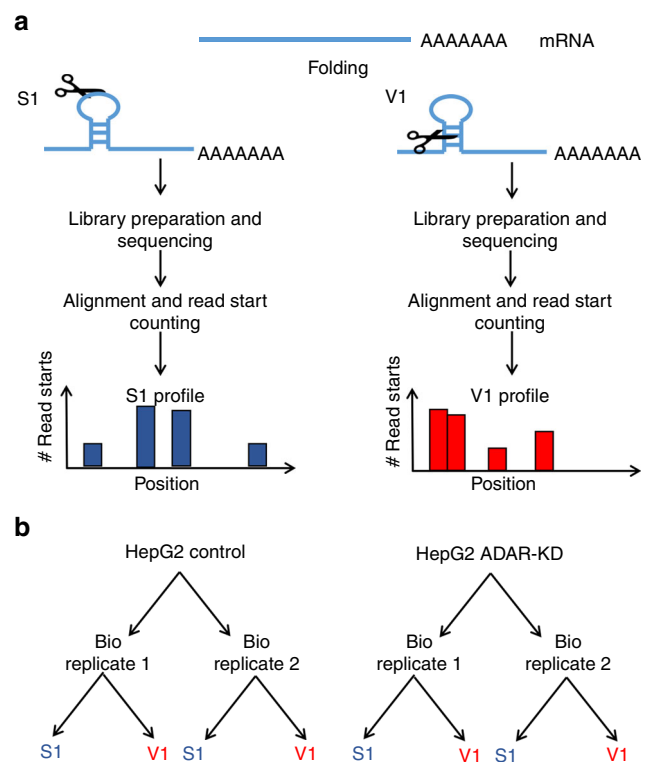 a
AAAAAAA mRNA
Folding
S1
V1
AAAAAAA
AAAAAAA
Library preparation and
sequencing
Library preparation and
sequencing
Alignment and read start
counting
Alignment and read start
counting
# Read starts
S1 profile
Position
# Read starts
V1 profile
Position
b
HepG2 control
HepG2 ADAR-KD
Bio
replicate 1
Bio
replicate 2
Bio
replicate 1
Bio
replicate 2
S1 V1 S1 V1 S1 V1 S1 V1